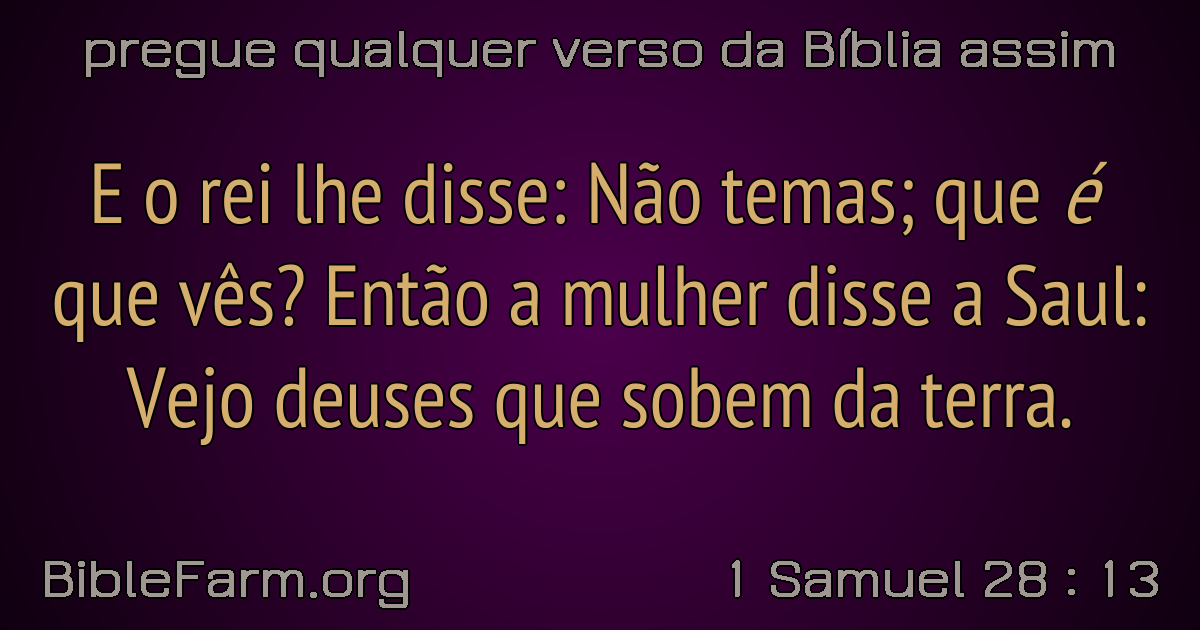 pregue qualquer verso da Bíblia assim
E o rei lhe disse: Não temas; que é
que vês? Então a mulher disse a Saul:
Vejo deuses que sobem da terra.
BibleFarm.org
1 Samuel 28 : 13